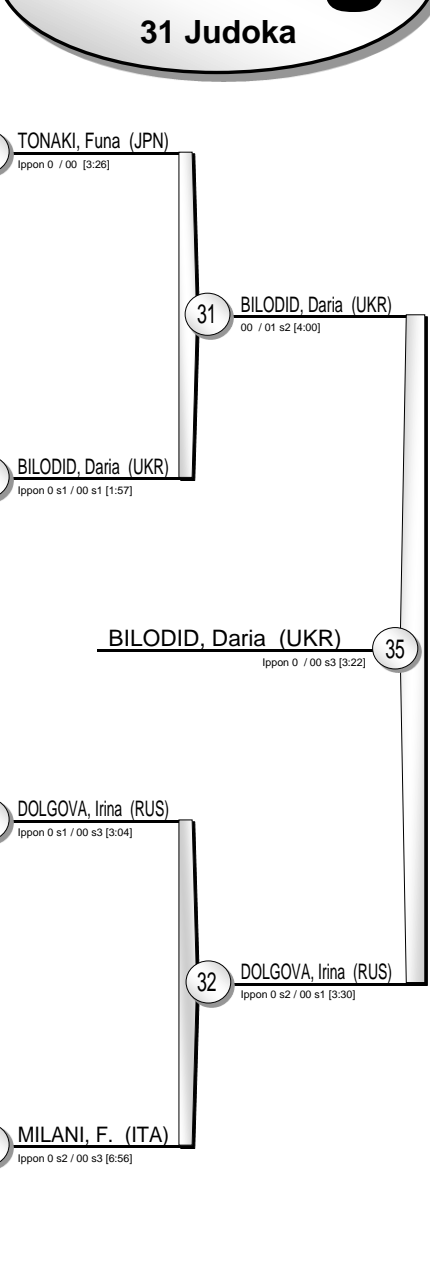 31 Judoka
TONAKI, Funa (JPN)
Ippon 0 / 00 [3:26]
31
BILODID, Daria (UKR)
00 / 01 s2 [4:00]
BILODID, Daria (UKR)
Ippon 0 s1 / 00 s1 [1:57]
BILODID, Daria (UKR)
35
Ippon 0 / 00 s3 [3:22]
DOLGOVA, Irina (RUS)
Ippon 0 s1 / 00 s3 [3:04]
32
DOLGOVA, Irina (RUS)
Ippon 0 s2 / 00 s1 [3:30]
MILANI, F. (ITA)
Ippon 0 s2 / 00 s3 [6:56]